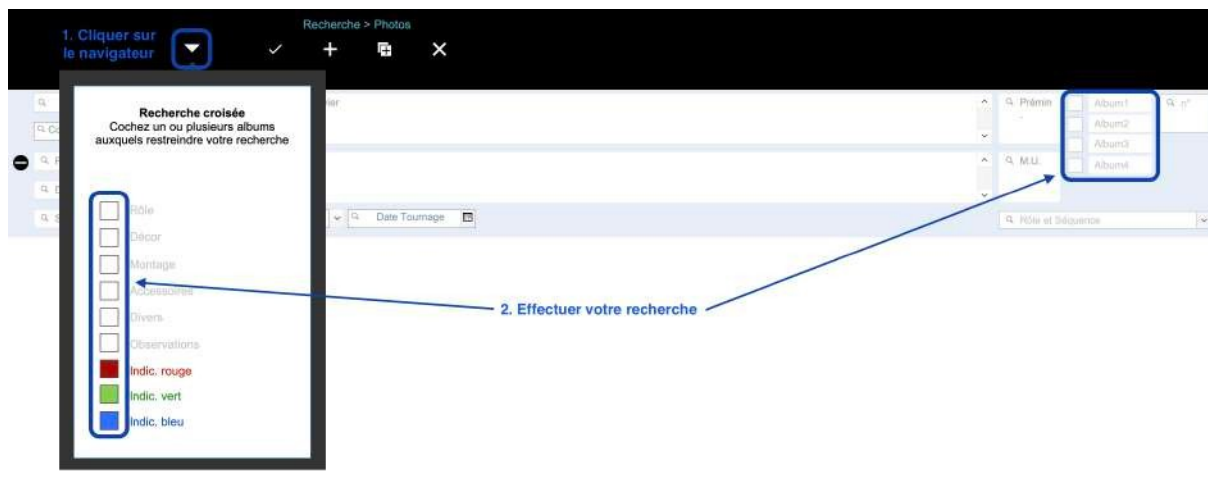 Recherche > Photos
1. Cliquer sur
le navigateur
Recherche croisée
Cochez un ou plusieurs albums
auxquels restreindre votre recherche
Rôle
Décor
Montage
Accessoires
Divers
Observations
Indic. rouge
Indic. vert
Indic. bleu
Date Tournage
2. Effectuer votre recherche
Prémin
Album1
Album2
Album3
Album4
n°
M.U.
Rôle et Séquence